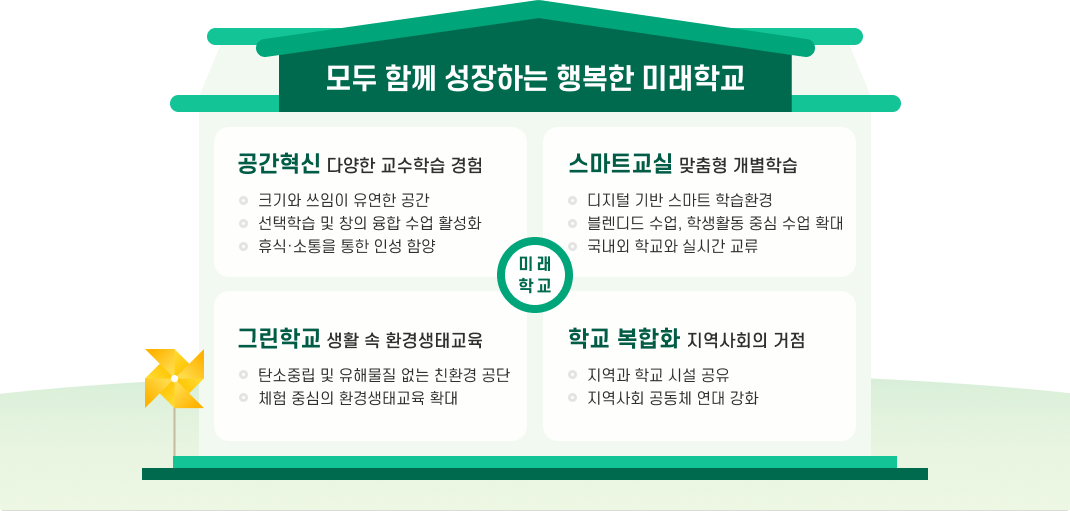 모두 함께 성장하는 행복한 미래학교
공간혁신 다양한 교수학습 경험
크기와 쓰임이 유연한 공간
선택학습 및 창의 융합 수업 활성화
휴식·소통을 통한 인성 함양
스마트교실 맞춤형 개별학습
디지털 기반 스마트 학습환경
블렌디드 수업, 학생활동 중심 수업 확대
국내외 학교와 실시간 교류
미래
학교
그린학교 생활 속 환경생태교육
탄소중립 및 유해물질 없는 친환경 공단
체험 중심의 환경생태교육 확대
학교 복합화 지역사회의 거점
지역과 학교 시설 공유
지역사회 공동체 연대 강화